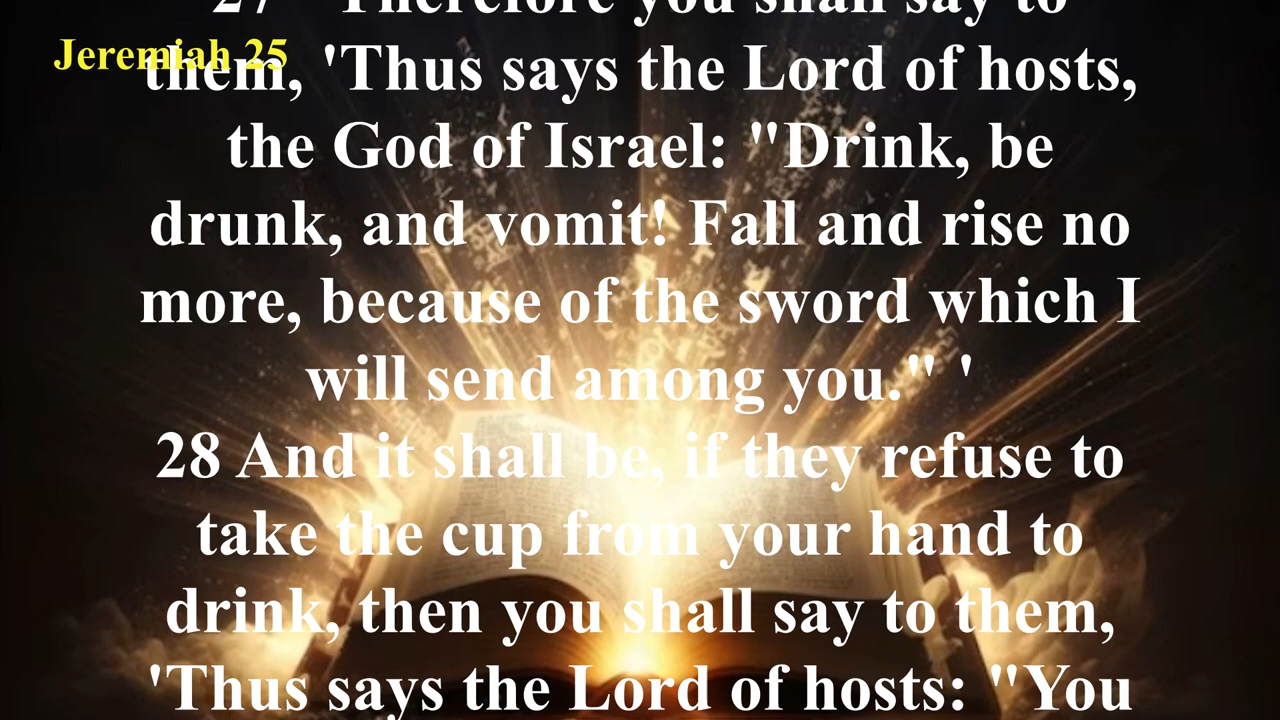 27 "Therefore you shall say to
Jeremiah 25
them, 'Thus says the Lord of hosts,
the God of Israel: "Drink, be
drunk, and vomit! Fall and rise no
more, because of the sword which I
will send among you." '
28 And it shall be, if they refuse to
take the cup from your hand to
drink, then you shall say to them,
'Thus says the Lord of hosts: "You